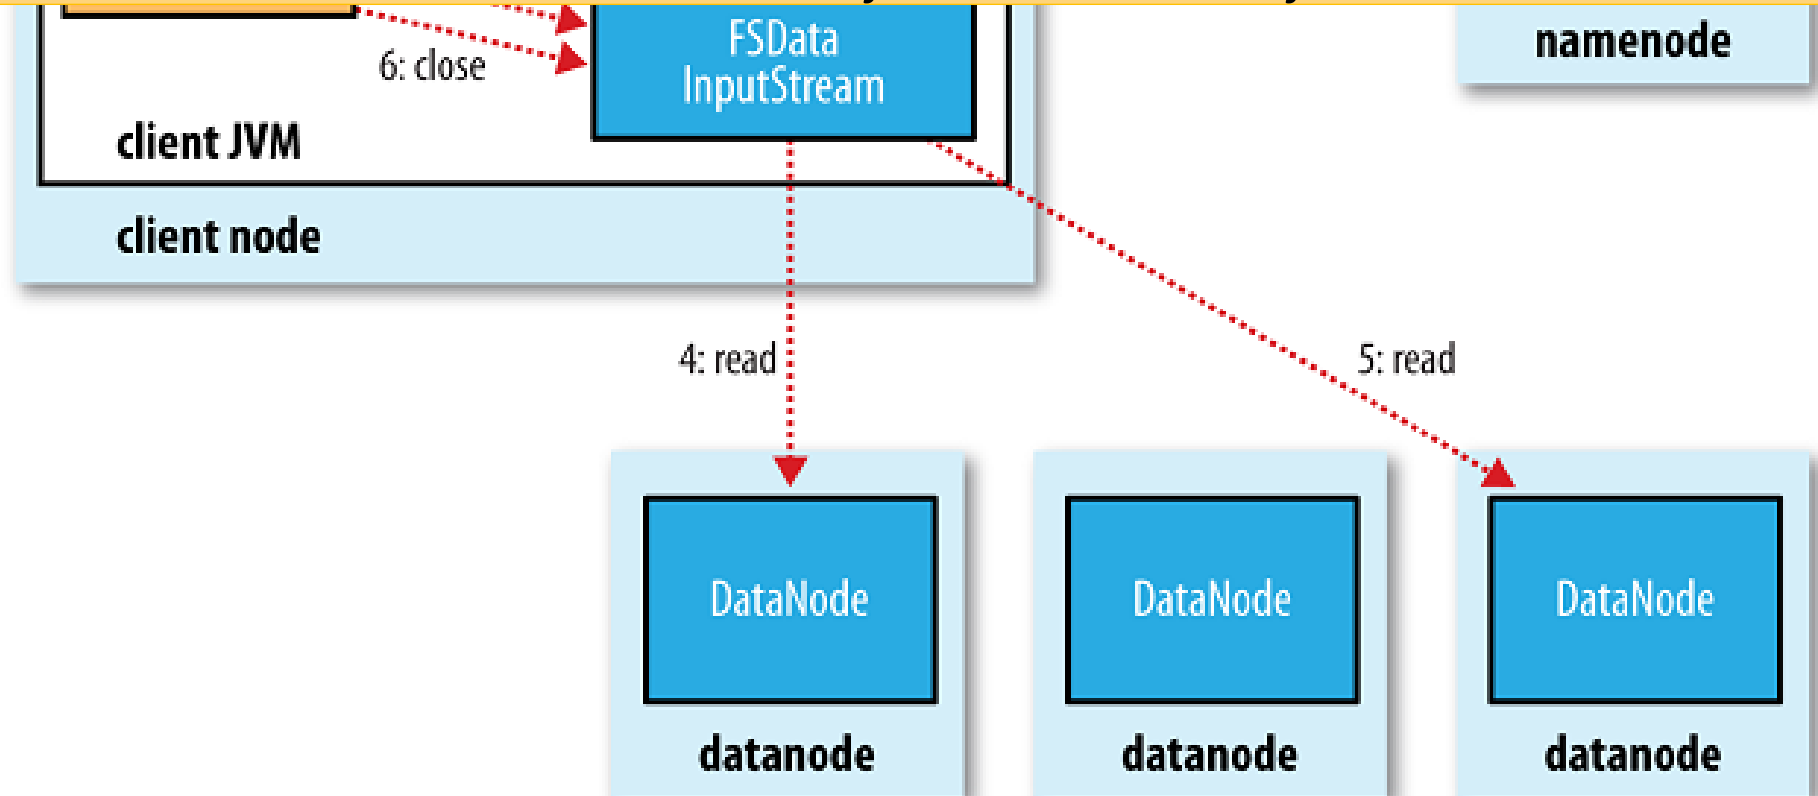 FSData
InputStream
namenode
6: close
client JVM
client node
4: read
5: read
DataNode
DataNode
DataNode
datanode
datanode
datanode